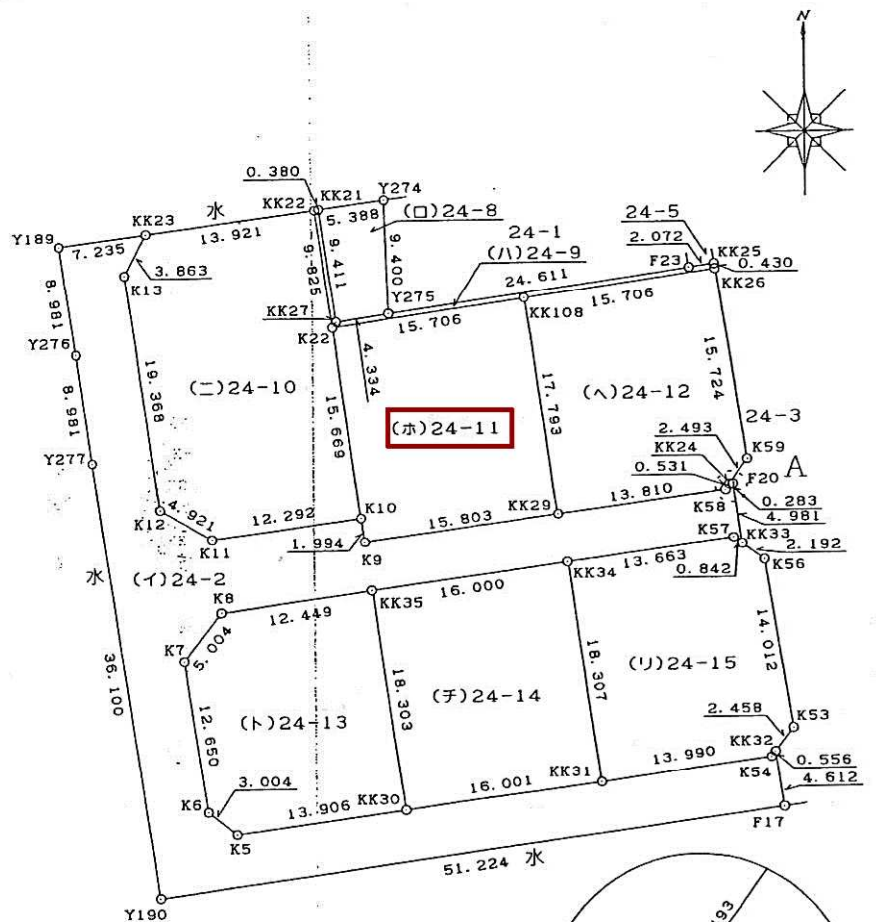 N
0.380
KK21
Y274
KK22
水
KK23
5.388
(ロ)24-8
24-1
24-5
Y189
7.235
13.921
(ハ)24-9
2.072
KK25
F23
0.430
3.863
9.411
9.400
24.611
KK26
K13
9.825
8.981
KK27
Y275
15.706
15.706
KK108
K22
Y276
4.334
15.724
19.368
(ニ)24-10
15.669
17.793
(ヘ)24-12
8.981
(ホ)24-11
24-3
2.493
KK24
K59
Y277
A
0.531
F20
K10
KK29
13.810
0.283
K58
K12
4.921
12.292
4.981
K11
1.994
15.803
K57
KK33
K9
2.192
水
(イ)24-2
KK34
13.663
0.842
K56
K8
16.000
12.449
KK35
K7
5.004
14.012
36.100
(リ)24-15
18.303
(チ)24-14
18.307
2.458
12.650
(ト)24-13
K53
KK32
0.556
KK31
13.990
K54
4.612
3.004
K6
16.001
13.906
KK30
F17
K5
51.224
水
Y190
93